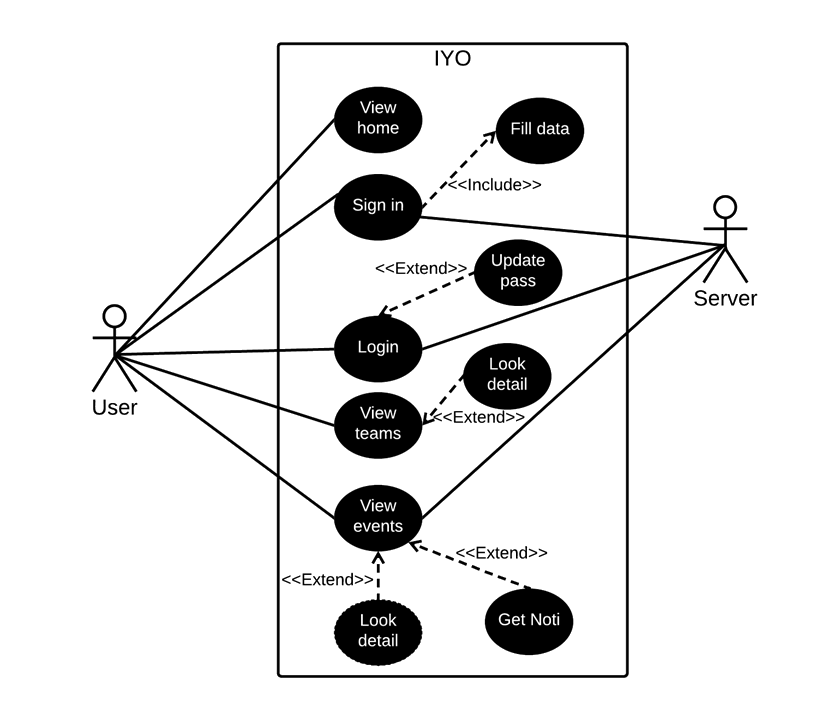 IYO
View
home
Fill data
<<Include>>
Sign in
Update
pass
<<Extend>>
Server
Login
Look
detail
User
View
teams
<<Extend>>
View
events
<<Extend>>
<<Extend>>
Look
detail
Get Noti